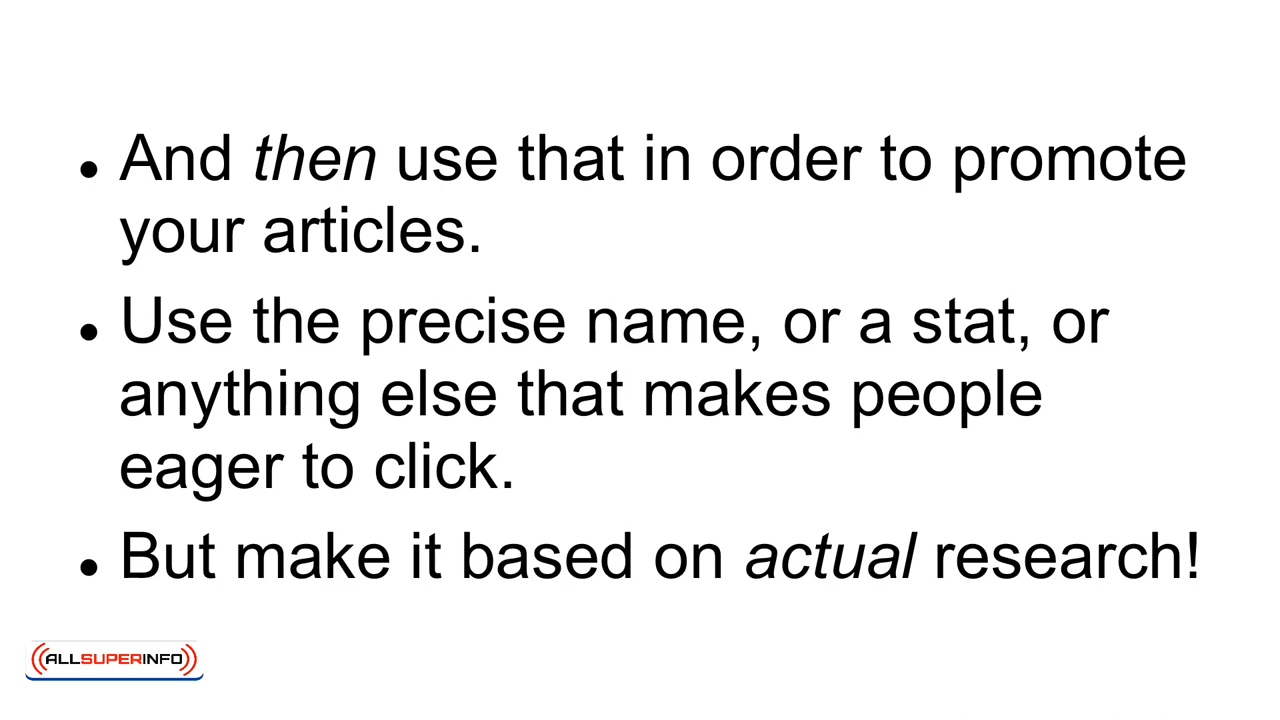 ● And then use that in order to promote
your articles.
● Use the precise name, or a stat, or
anything else that makes people
eager to click.
● But make it based on actual research!
ALLSUPERINFO